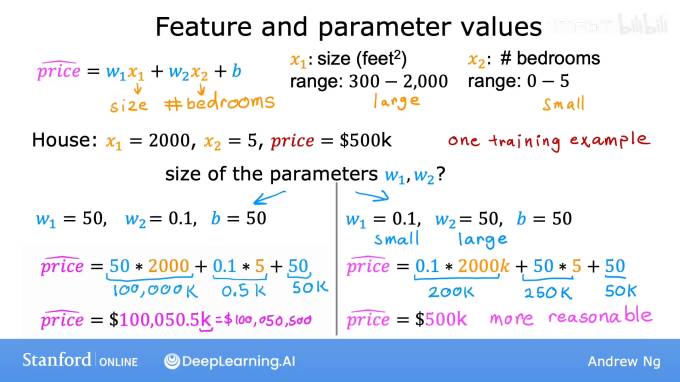 Feature and parameter values
bilibili
price = w₁x₁ + w₂x₂ + b
size #bedrooms
x₁: size (feet²)
range: 300 − 2,000
large
x₂: # bedrooms
range: 0 − 5
small
House: x₁ = 2000, x₂ = 5, price = $500k
one training example
size of the parameters w₁, w₂?
w₁ = 50, w₂ = 0.1, b = 50
price = 50 * 2000 + 0.1 * 5 + 50
100,000K 0.5K 50K
price = $100,050.5k = $100,050,500
w₁ = 0.1, w₂ = 50, b = 50
small large
price = 0.1 * 2000k + 50 * 5 + 50
200K 250K 50K
price = $500k more reasonable
Stanford ONLINE
DeepLearning.AI
Andrew Ng